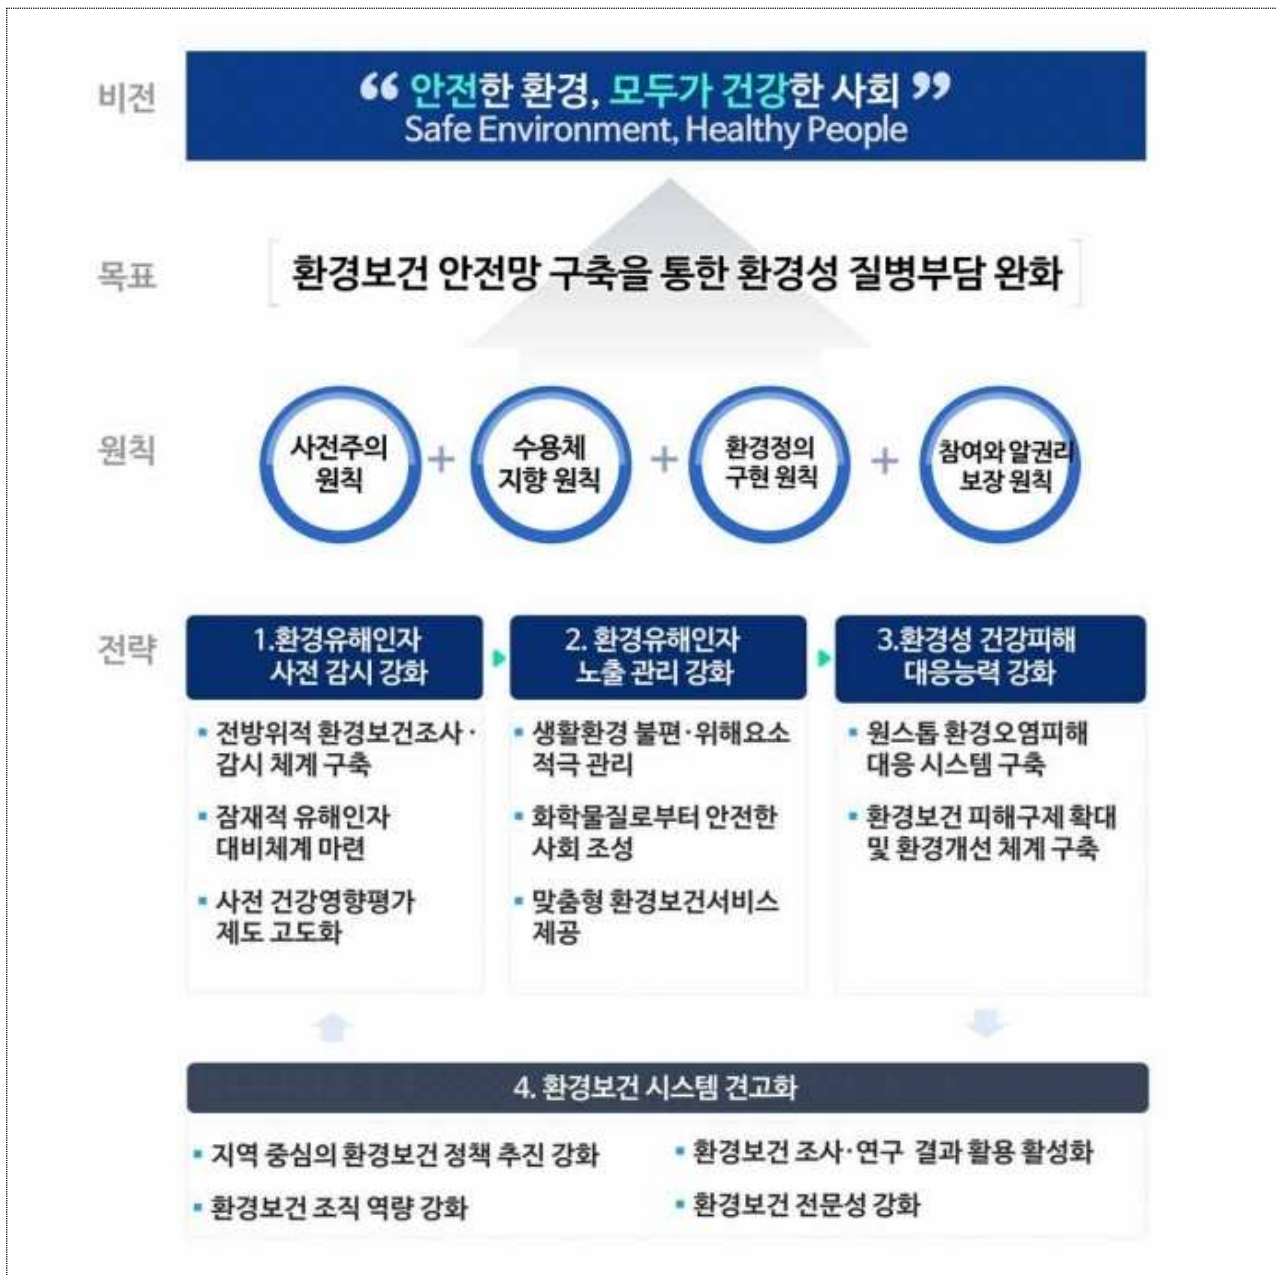 비전
“ 안전한 환경, 모두가 건강한 사회 ”
Safe Environment, Healthy People
목표
환경보건 안전망 구축을 통한 환경성 질병부담 완화
원칙
사전주의
원칙
+
수용체
지향 원칙
+
환경정의
구현 원칙
+
참여와 알권리
보장 원칙
전략
1.환경유해인자
사전 감시 강화
▪ 전방위적 환경보건조사·
감시 체계 구축
▪ 잠재적 유해인자
대비체계 마련
▪ 사전 건강영향평가
제도 고도화
2. 환경유해인자
노출 관리 강화
▪ 생활환경 불편·위해요소
적극 관리
▪ 화학물질로부터 안전한
사회 조성
▪ 맞춤형 환경보건서비스
제공
3.환경성 건강피해
대응능력 강화
▪ 원스톱 환경오염피해
대응 시스템 구축
▪ 환경보건 피해구제 확대
및 환경개선 체계 구축
4. 환경보건 시스템 견고화
▪ 지역 중심의 환경보건 정책 추진 강화
▪ 환경보건 조직 역량 강화
▪ 환경보건 조사·연구 결과 활용 활성화
▪ 환경보건 전문성 강화